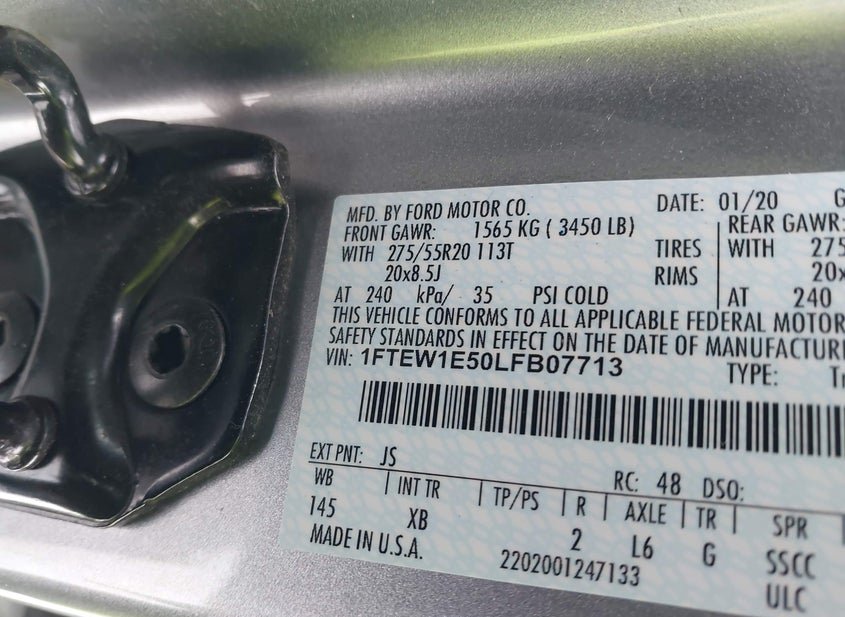 MFD. BY FORD MOTOR CO. DATE: 01/20 G
FRONT GAWR: 1565 KG ( 3450 LB) REAR GAWR:
WITH 275/55R20 113T TIRES WITH 275
20x8.5J RIMS 20x
AT 240 kPa/ 35 PSI COLD AT 240
THIS VEHICLE CONFORMS TO ALL APPLICABLE FEDERAL MOTOR
SAFETY STANDARDS IN EFFECT ON THE DATE OF MANUFACTUR
VIN: 1FTEW1E50LFB07713 TYPE: Tr
EXT PNT: JS RC: 48 DSO:
WB | INT TR | TP/PS | R | AXLE | TR | SPR
145 XB 2 L6 G SSCC
MADE IN U.S.A. 2202001247133 ULC